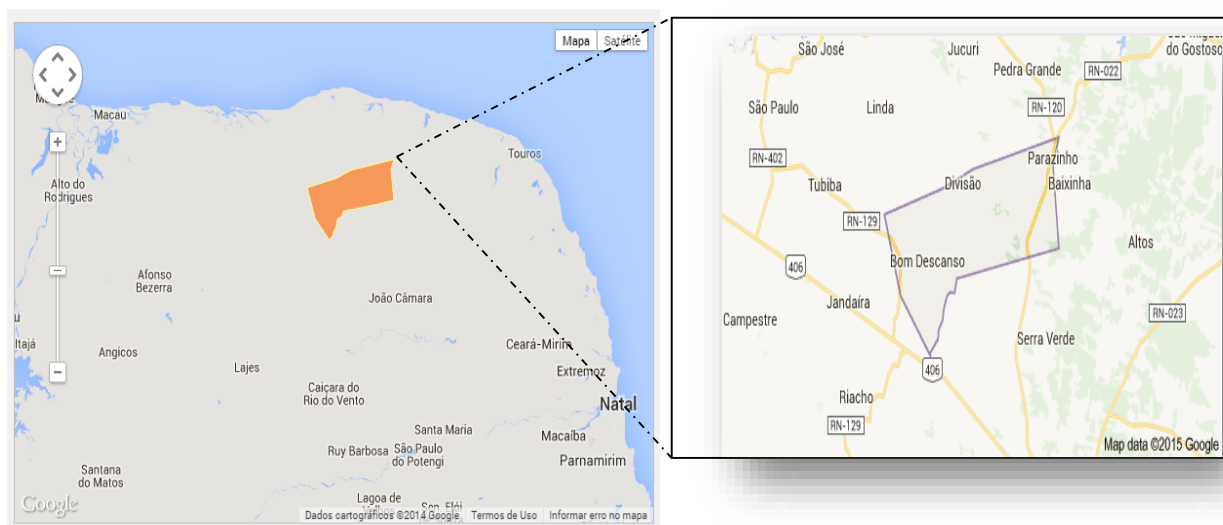 Mapa
Satélite
Macau
Touros
Alto do
Rodrigues
Afonso
Bezerra
João Câmara
Itajá
Angicos
Lajes
Ceará-Mirim
Extremoz
Caiçara do
Rio do Vento
Natal
Santa Maria
Macaíba
Ruy Barbosa
São Paulo
do Potengi
Parnamirim
Santana
do Matos
Lagoa de
Google
Dados cartográficos ©2014 Google
Termos de Uso
Informar erro no mapa
São José
Jucuri
do Gostoso
Pedra Grande
RN-022
São Paulo
Linda
RN-120
RN-402
Parazinho
Tubiba
Divisão
Baixinha
RN-129
Altos
Bom Descanso
406
Jandaíra
Campestre
RN-023
Serra Verde
406
Riacho
RN-129
Map data ©2015 Google